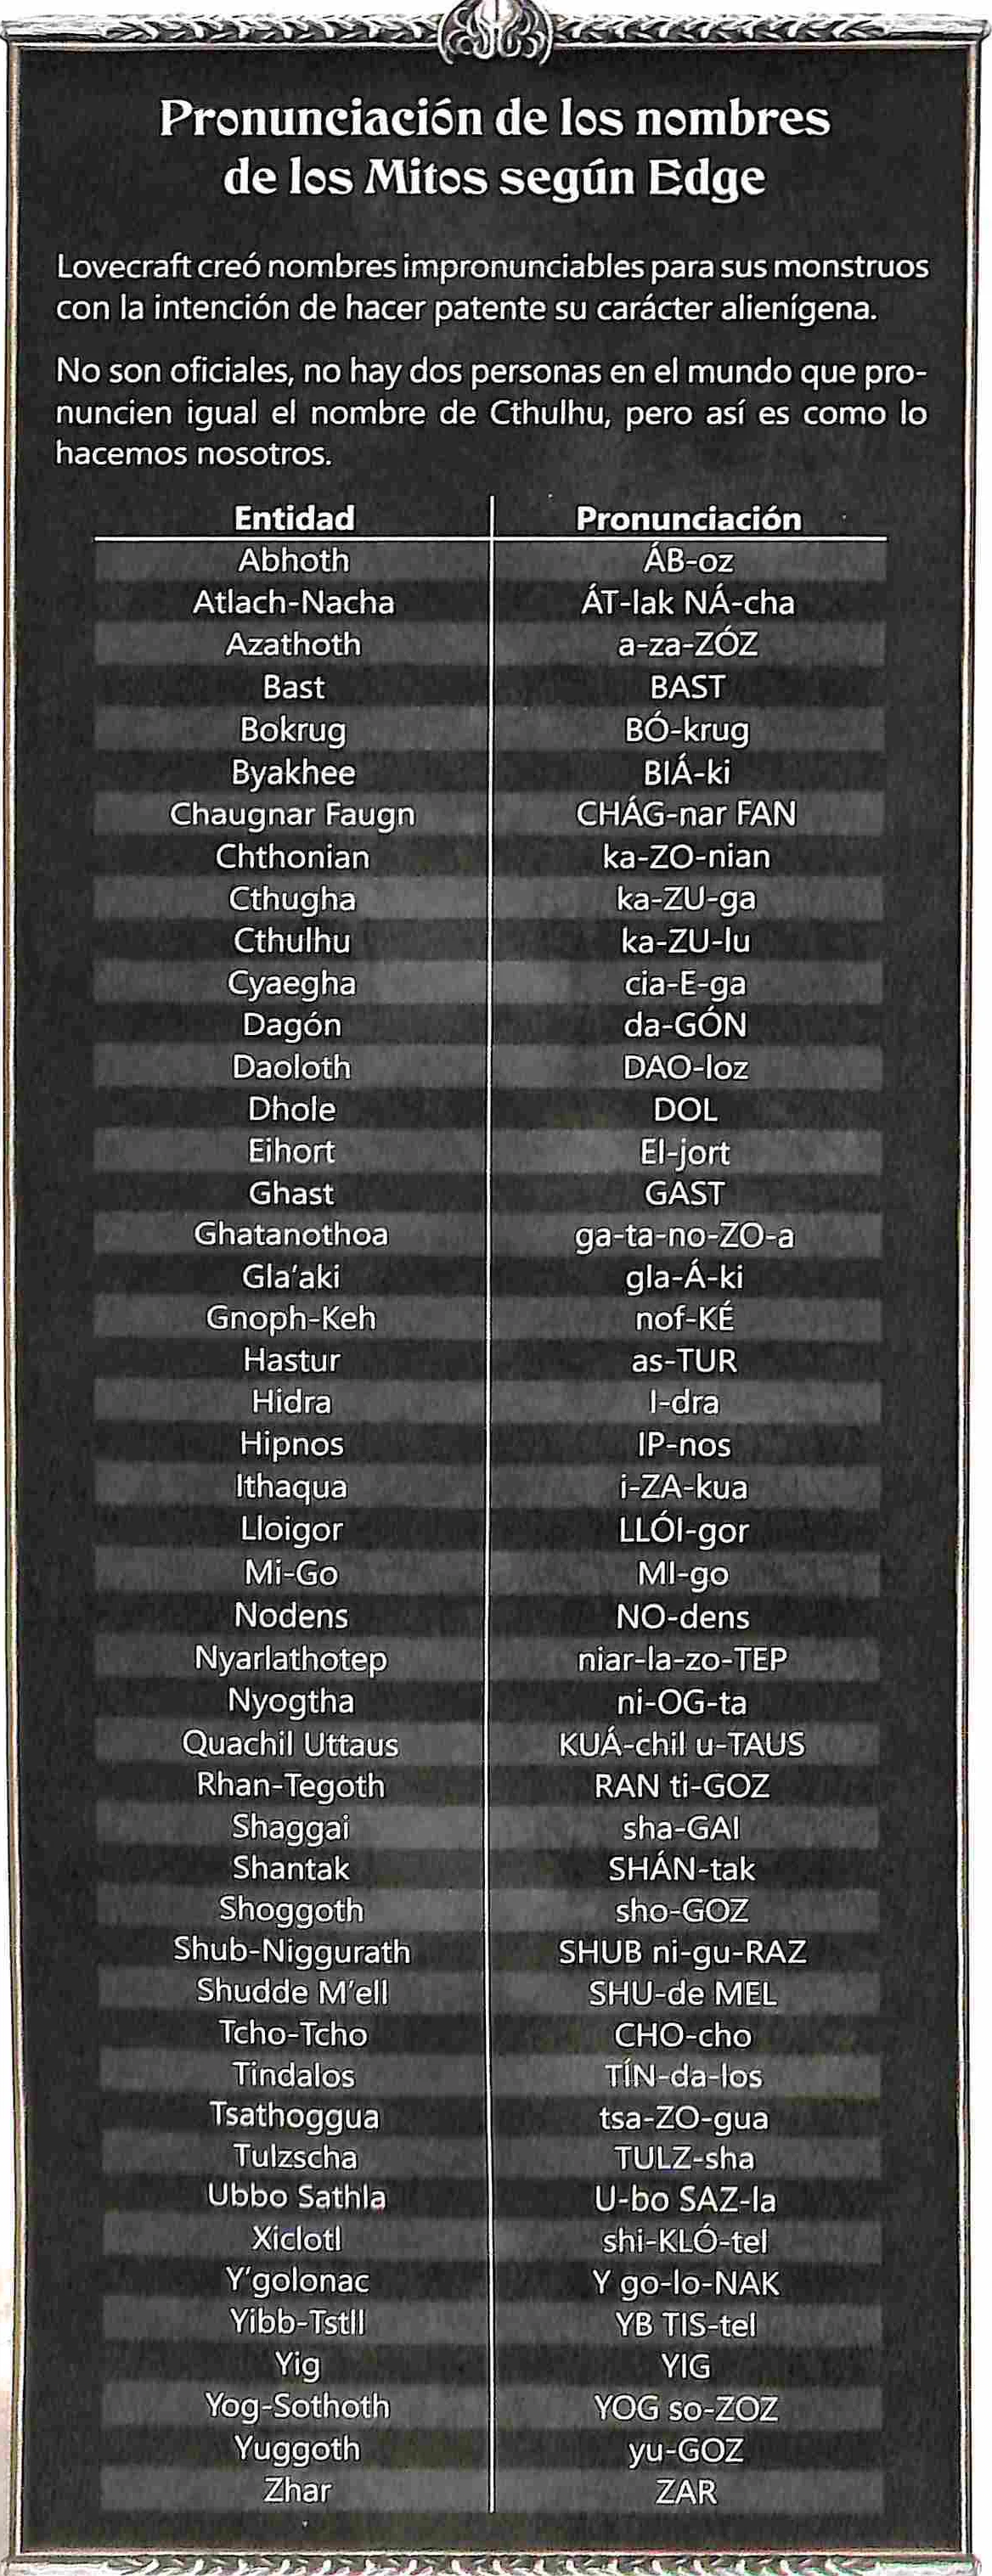 Pronunciación de los nombres
de los Mitos según Edge
Lovecraft creó nombres impronunciables para sus monstruos
con la intención de hacer patente su carácter alienígena.
No son oficiales, no hay dos personas en el mundo que pro-
nuncien igual el nombre de Cthulhu, pero así es como lo
hacemos nosotros.
Entidad Pronunciación
Abhoth ÁB-oz
Atlach-Nacha ÁT-lak NÁ-cha
Azathoth a-za-ZÓZ
Bast BAST
Bokrug BÓ-krug
Byakhee BIÁ-ki
Chaugnar Faugn CHÁG-nar FAN
Chthonian ka-ZO-nian
Cthugha ka-ZU-ga
Cthulhu ka-ZU-lu
Cyaegha cia-E-ga
Dagón da-GÓN
Daoloth DAO-loz
Dhole DOL
Eihort EI-jort
Ghast GAST
Ghatanothoa ga-ta-no-ZO-a
Gla'aki gla-Á-ki
Gnoph-Keh nof-KÉ
Hastur as-TUR
Hidra I-dra
Hipnos IP-nos
Ithaqua i-ZA-kua
Lloigor LLÓI-gor
Mi-Go MI-go
Nodens NO-dens
Nyarlathotep niar-la-zo-TEP
Nyogtha ni-OG-ta
Quachil Uttaus KUÁ-chil u-TAUS
Rhan-Tegoth RAN ti-GOZ
Shaggai sha-GAI
Shantak SHÁN-tak
Shoggoth sho-GOZ
Shub-Niggurath SHUB ni-gu-RAZ
Shudde M'ell SHU-de MEL
Tcho-Tcho CHO-cho
Tindalos TÍN-da-los
Tsathoggua tsa-ZO-gua
Tulzscha TULZ-sha
Ubbo Sathla U-bo SAZ-la
Xiclotl shi-KLÓ-tel
Y'golonac Y go-lo-NAK
Yibb-Tstll YB TIS-tel
Yig YIG
Yog-Sothoth YOG so-ZOZ
Yuggoth yu-GOZ
Zhar ZAR